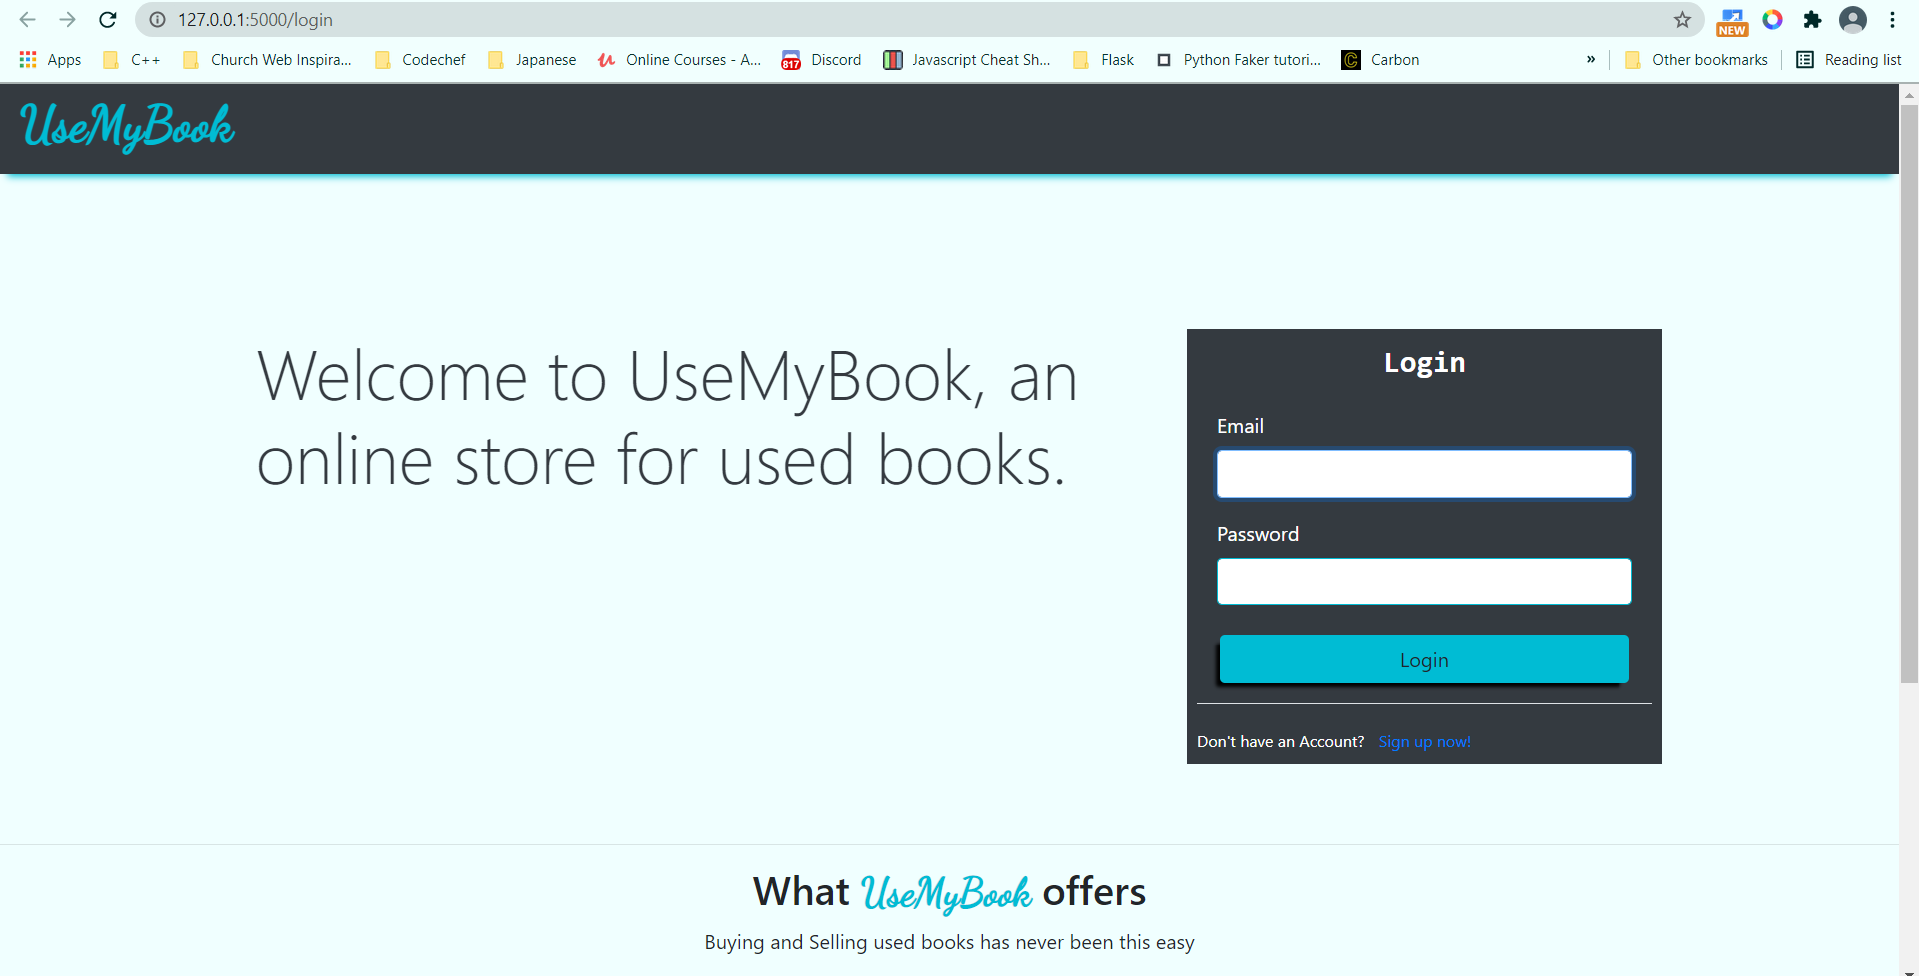 127.0.0.1:5000/login
NEW
Apps C++ Church Web Inspira... Codechef Japanese Online Courses - A... 817 Discord Javascript Cheat Sh... Flask Python Faker tutori... C Carbon » Other bookmarks Reading list
UseMyBook
Welcome to UseMyBook, an
online store for used books.
Login
Email
Password
Login
Don't have an Account? Sign up now!
What UseMyBook offers
Buying and Selling used books has never been this easy